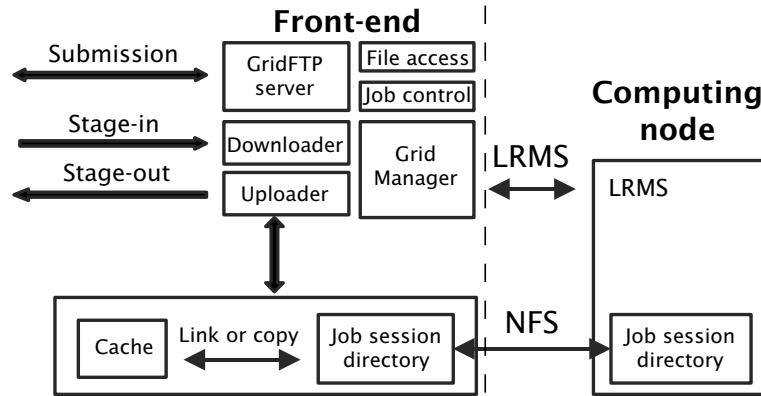 Front-end
Submission
GridFTP
server
File access
Job control
Computing
node
Stage-in
Downloader
Grid
Manager
LRMS
Stage-out
Uploader
LRMS
Cache
Link or copy
Job session
directory
NFS
Job session
directory